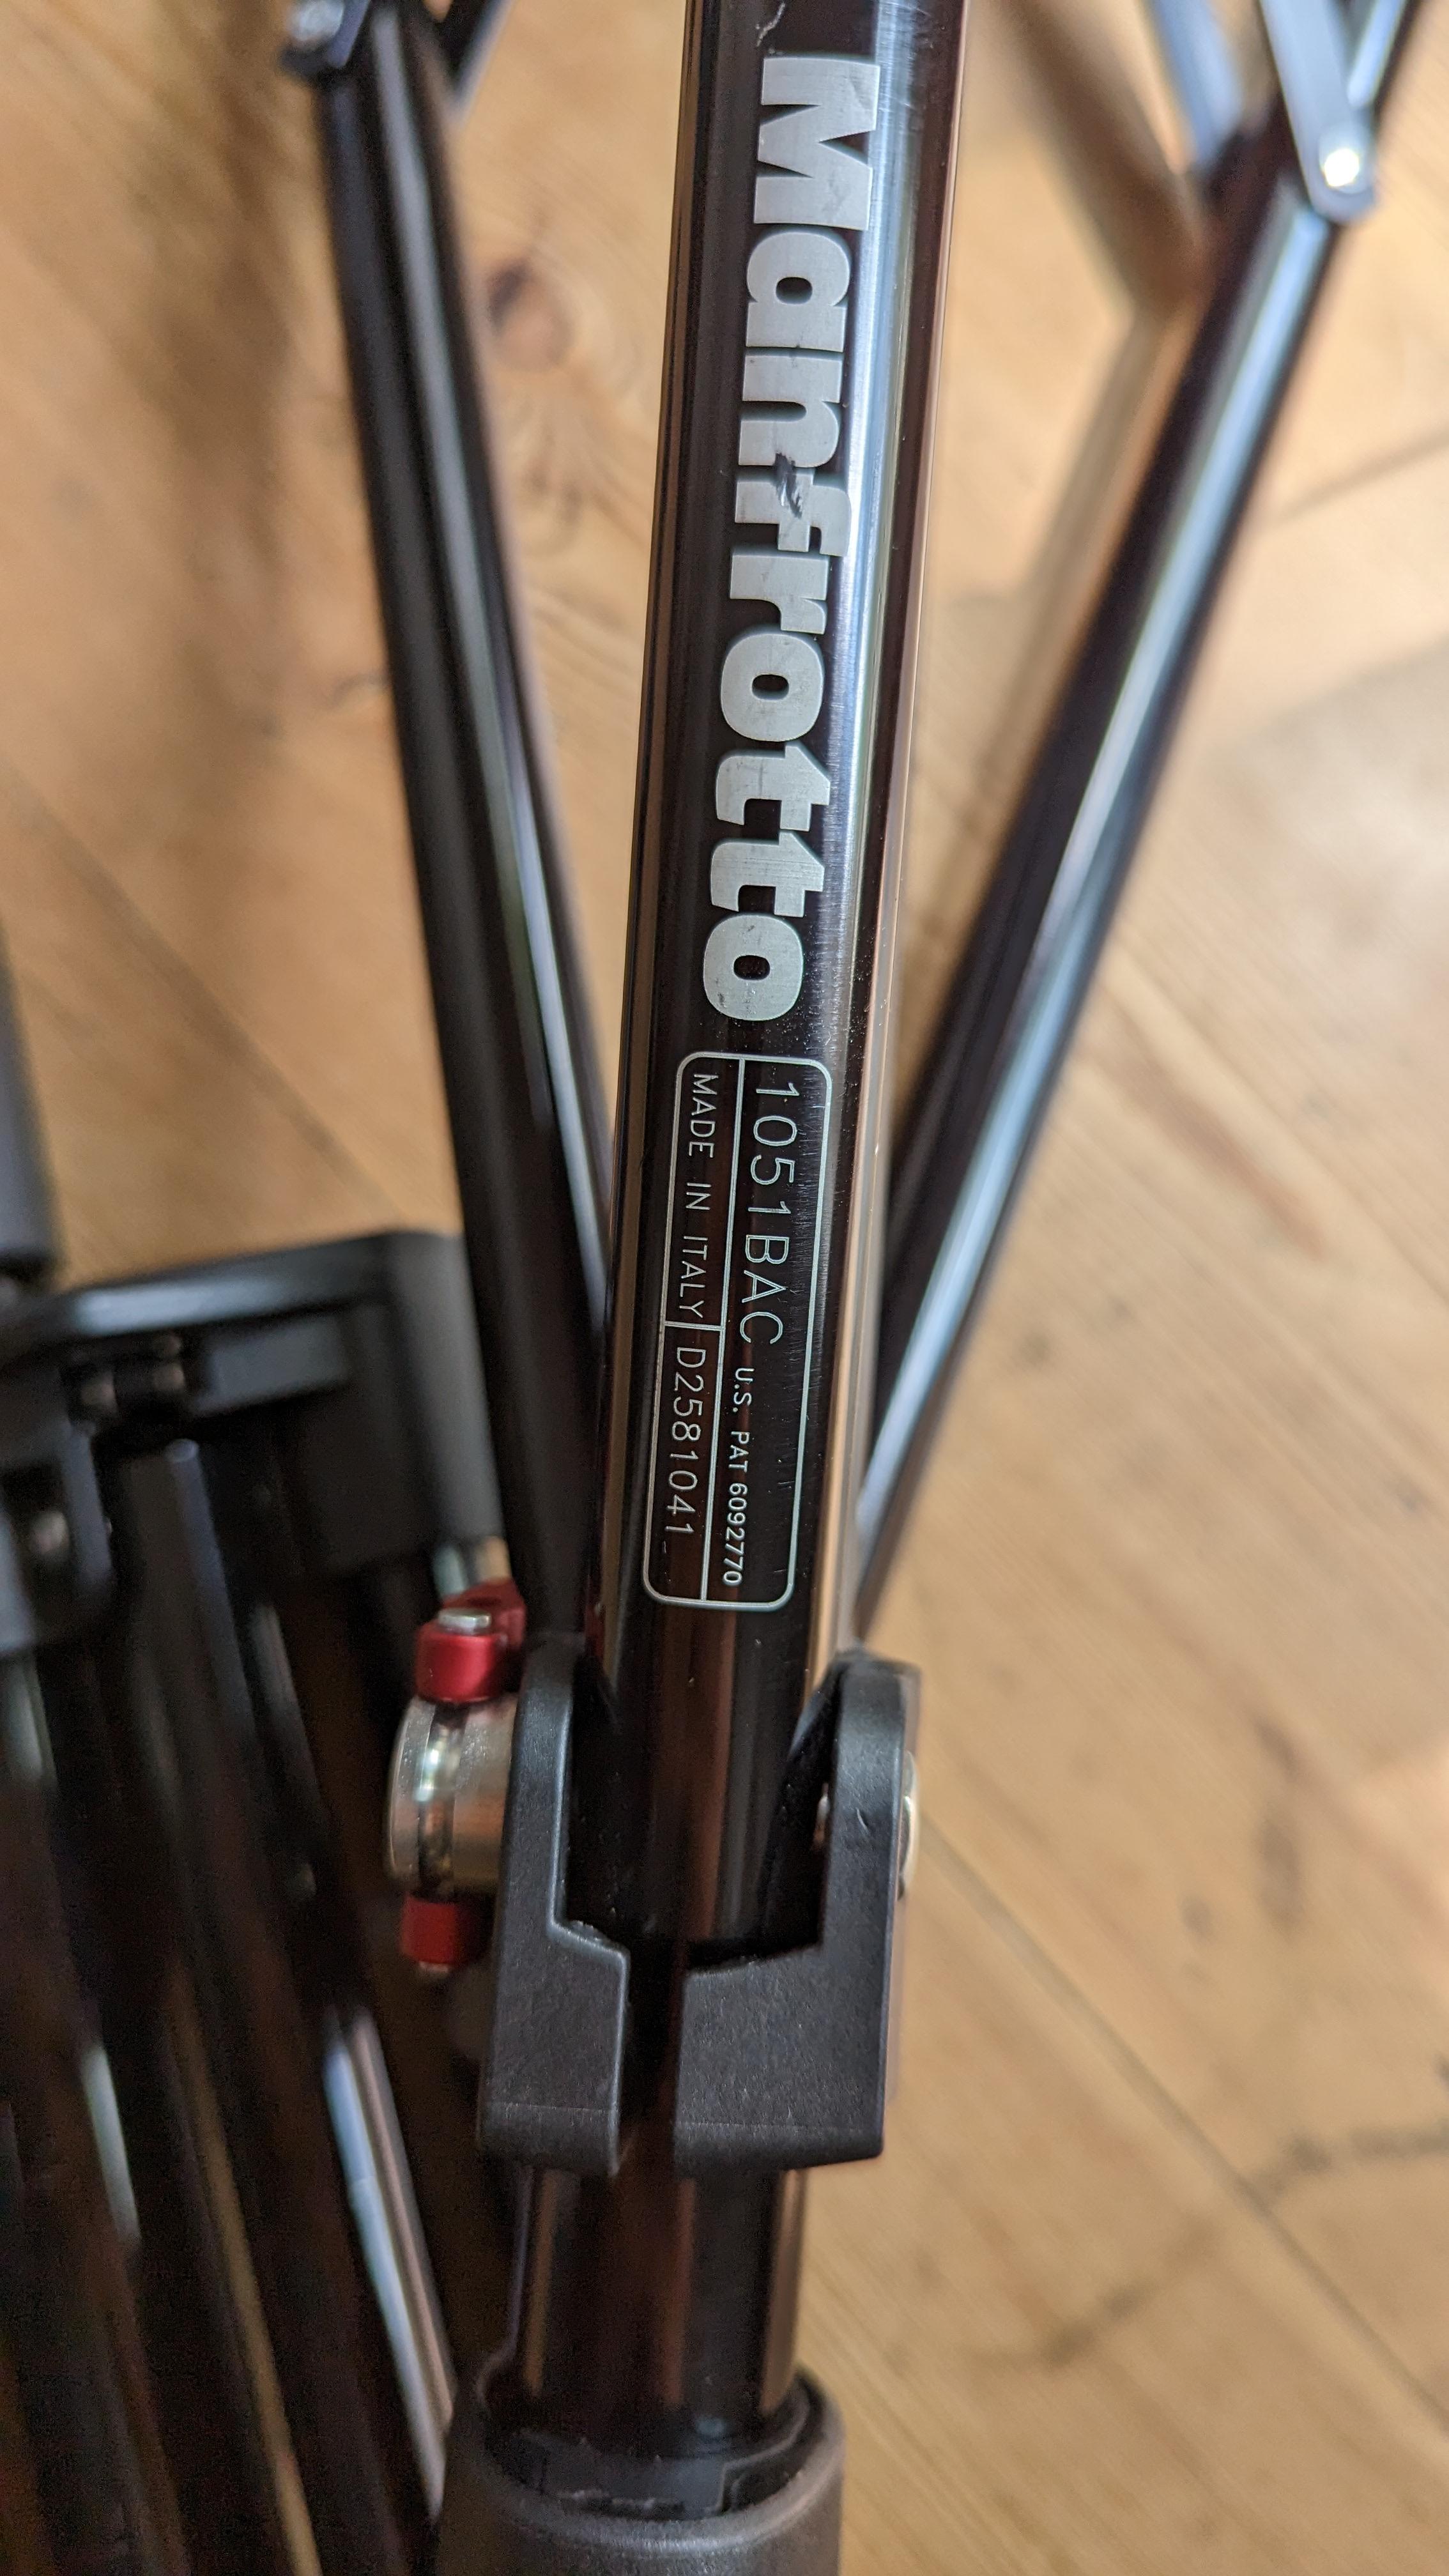 Manfrotto
1051BAC U.S. PAT 6092770
MADE IN ITALY D2581041-